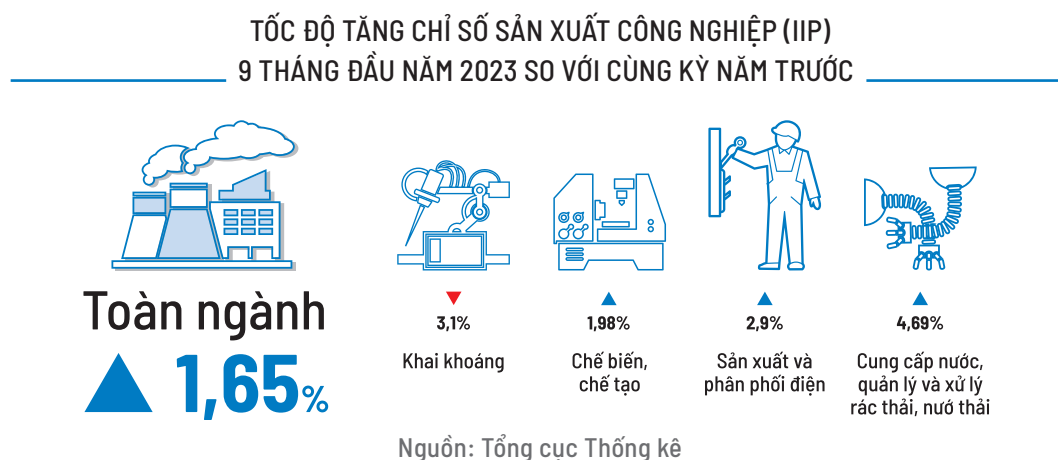 TỐC ĐỘ TĂNG CHỈ SỐ SẢN XUẤT CÔNG NGHIỆP (IIP)
9 THÁNG ĐẦU NĂM 2023 SO VỚI CÙNG KỲ NĂM TRƯỚC
Toàn ngành
1,65%
3,1%
Khai khoáng
1,98%
Chế biến,
chế tạo
2,9%
Sản xuất và
phân phối điện
4,69%
Cung cấp nước,
quản lý và xử lý
rác thải, nướ thải
Nguồn: Tổng cục Thống kê